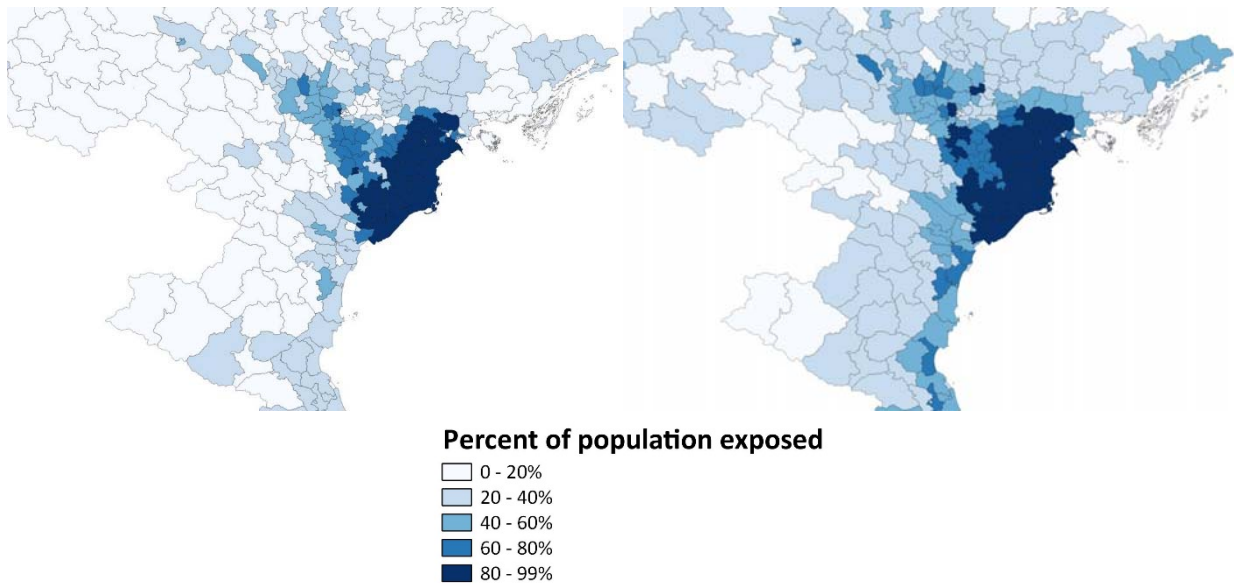 Percent of population exposed
0 - 20%
20 - 40%
40 - 60%
60 - 80%
80 - 99%